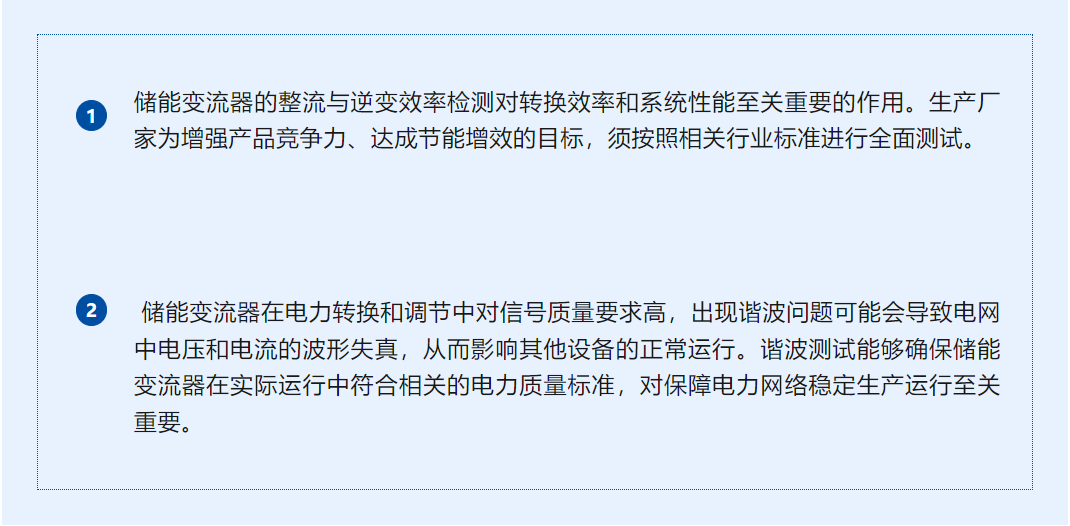 1
储能变流器的整流与逆变效率检测对转换效率和系统性能至关重要的作用。生产厂
家为增强产品竞争力、达成节能增效的目标，须按照相关行业标准进行全面测试。
2
储能变流器在电力转换和调节中对信号质量要求高，出现谐波问题可能会导致电网
中电压和电流的波形失真，从而影响其他设备的正常运行。谐波测试能够确保储能
变流器在实际运行中符合相关的电力质量标准，对保障电力网络稳定生产运行至关
重要。